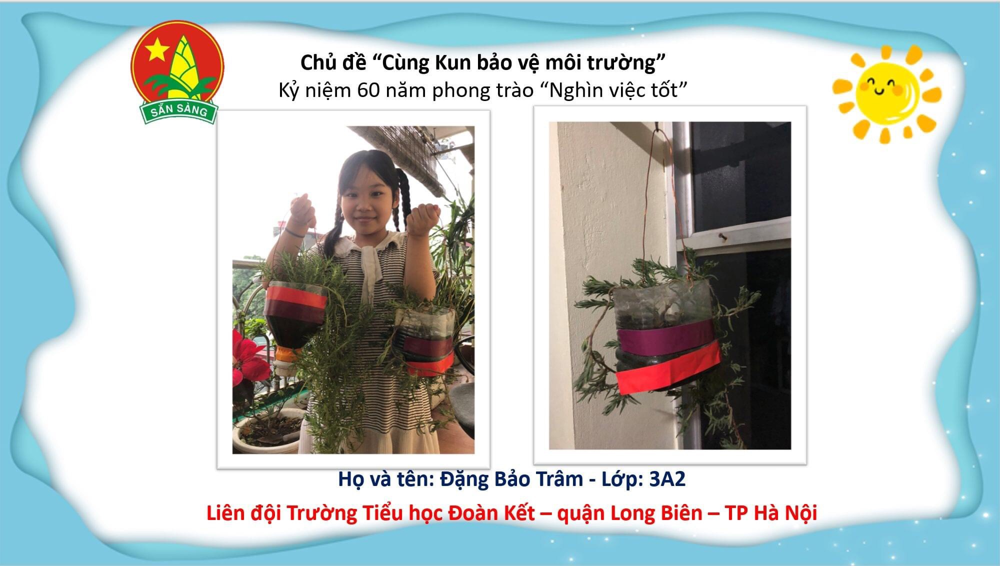 SẴN SÀNG
Chủ đề “Cùng Kun bảo vệ môi trường”
Kỷ niệm 60 năm phong trào “Nghìn việc tốt”
Họ và tên: Đặng Bảo Trâm - Lớp: 3A2
Liên đội Trường Tiểu học Đoàn Kết – quận Long Biên – TP Hà Nội